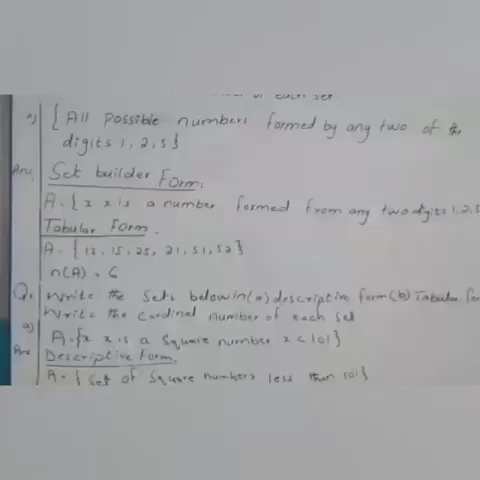 of each set.
a) { All possible numbers formed by any two of the
digits 1, 2, 5 }
Ans, Set builder Form.
A = { x x is a number formed from any two digits 1, 2, 5
Tabular Form.
A = { 12, 15, 25, 21, 51, 52 }
n(A) = 6
Q. Write the sets below in (a) descriptive form (b) Tabular for
Write the Cardinal number of each set
a) A = { x x is a square number x < 101 }
Ans Descriptive Form.
A = { set of square numbers less than 101 }